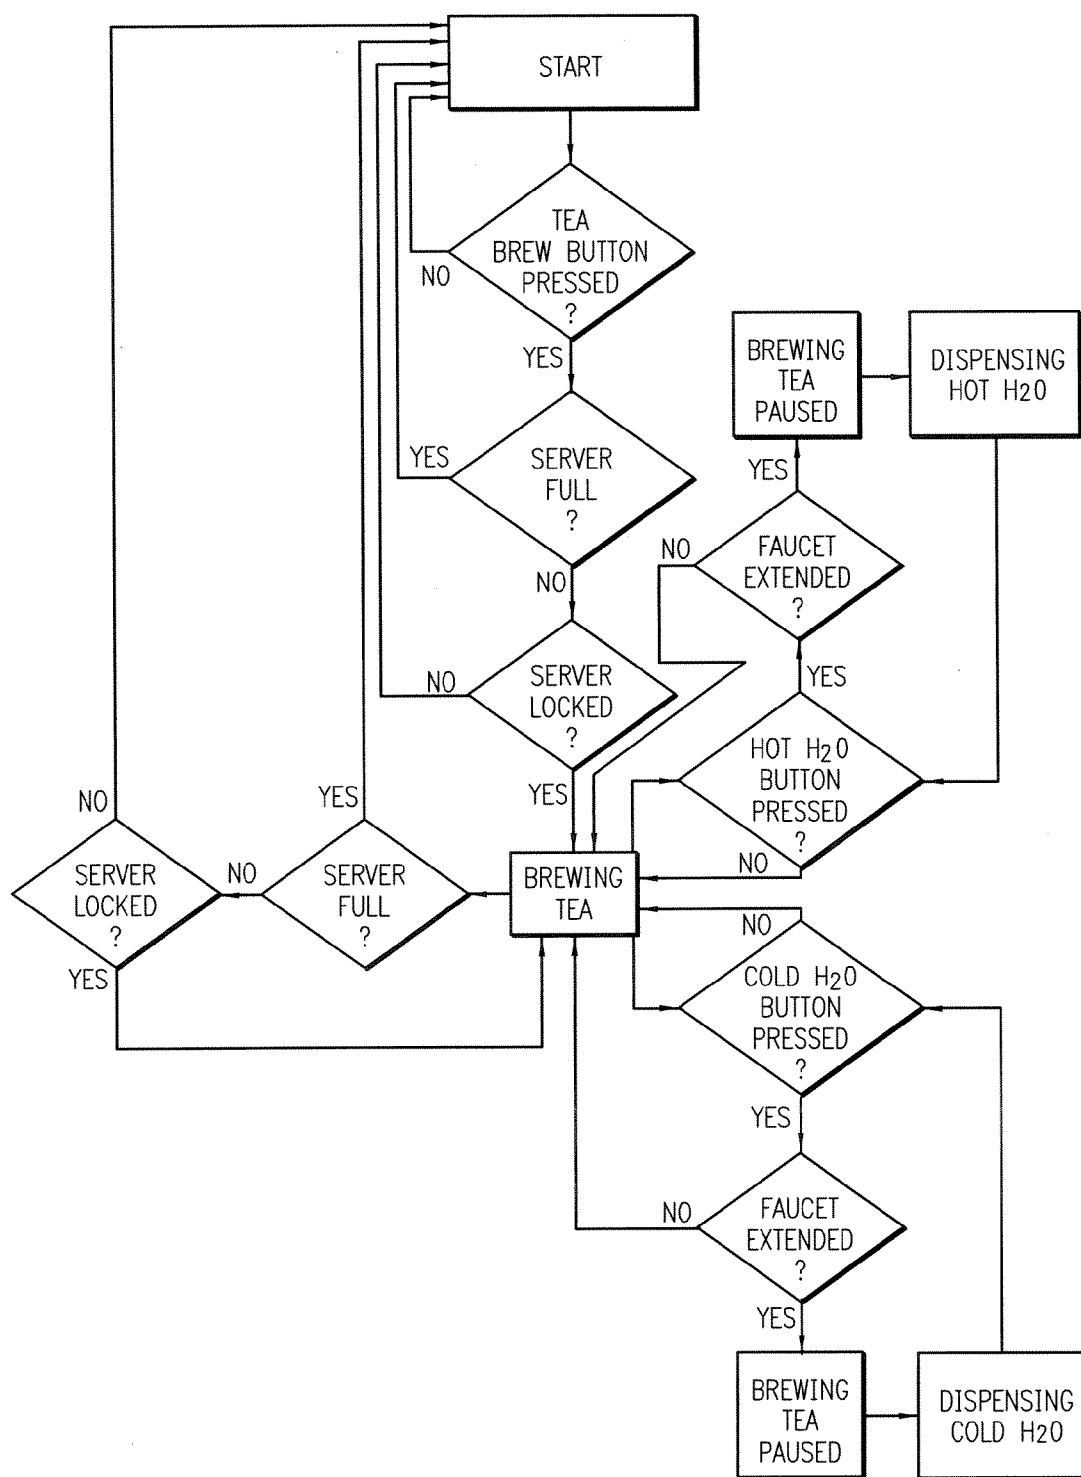 START
TEA
BREW BUTTON
PRESSED
?
NO
YES
SERVER
FULL
?
YES
NO
SERVER
LOCKED
?
NO
YES
BREWING
TEA
PAUSED
DISPENSING
HOT H2O
YES
FAUCET
EXTENDED
?
NO
YES
HOT H2O
BUTTON
PRESSED
?
NO
BREWING
TEA
YES
SERVER
FULL
?
NO
NO
SERVER
LOCKED
?
YES
NO
COLD H2O
BUTTON
PRESSED
?
YES
FAUCET
EXTENDED
?
NO
YES
BREWING
TEA
PAUSED
DISPENSING
COLD H2O